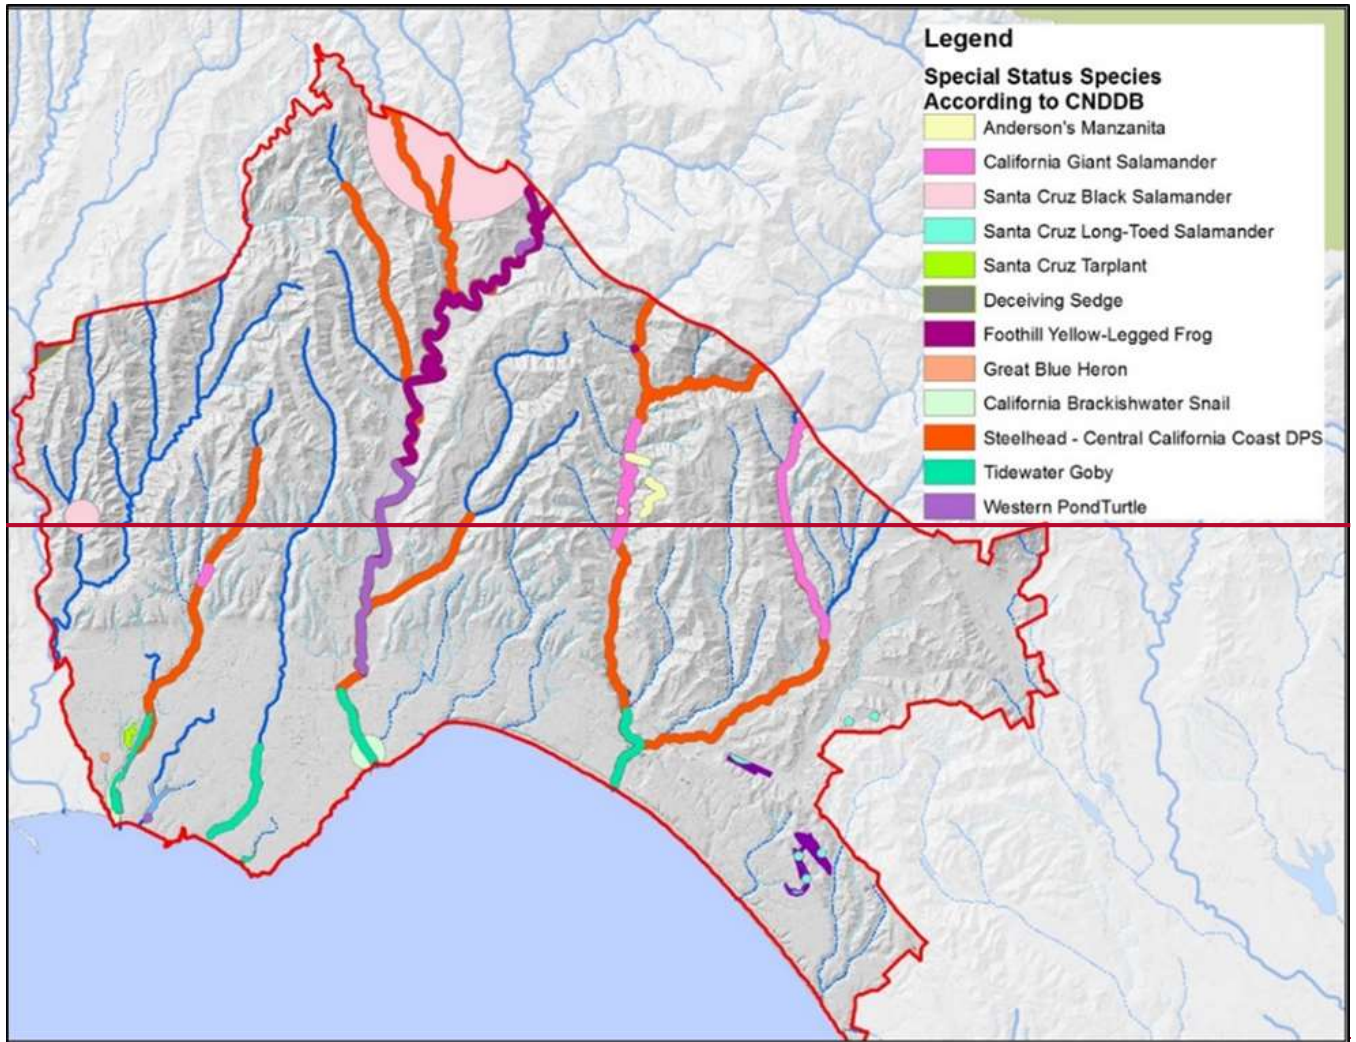 Legend
Special Status Species
According to CNDDB
Anderson's Manzanita
California Giant Salamander
Santa Cruz Black Salamander
Santa Cruz Long-Toed Salamander
Santa Cruz Tarplant
Deceiving Sedge
Foothill Yellow-Legged Frog
Great Blue Heron
California Brackishwater Snail
Steelhead - Central California Coast DPS
Tidewater Goby
Western PondTurtle